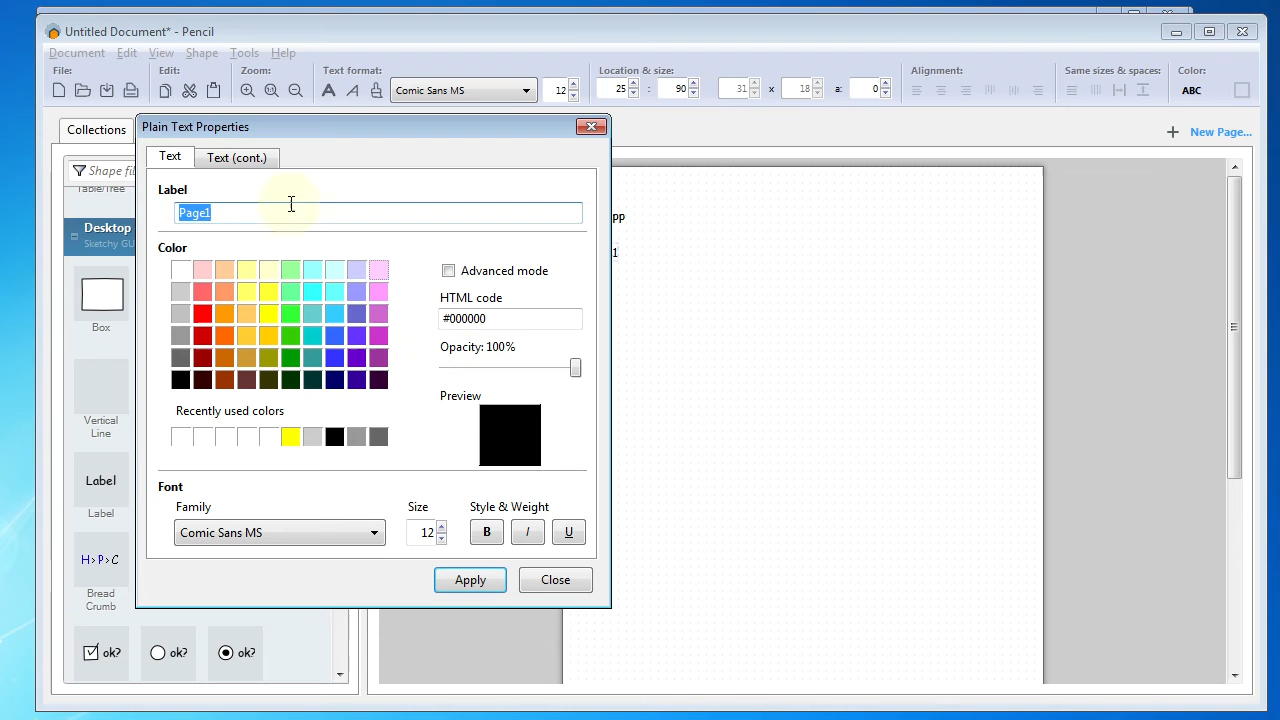 Untitled Document* - Pencil
Document Edit View Shape Tools Help
File: Edit: Zoom: Text format: Location & size: Alignment: Same sizes & spaces: Color:
Comic Sans MS 12 25 : 90 31 x 18 a: 0 ABC
Collections
New Page...
Plain Text Properties
Text Text (cont.)
Shape fil
Table/Tree
Desktop
Sketchy GU
Box
Vertical
Line
Label
Label
H>P>C
Bread
Crumb
ok? ok? ok?
Label
Page1
Color
Advanced mode
HTML code
#000000
Opacity: 100%
Preview
Recently used colors
Font
Family Size Style & Weight
Comic Sans MS 12 B I U
Apply Close
pp
1